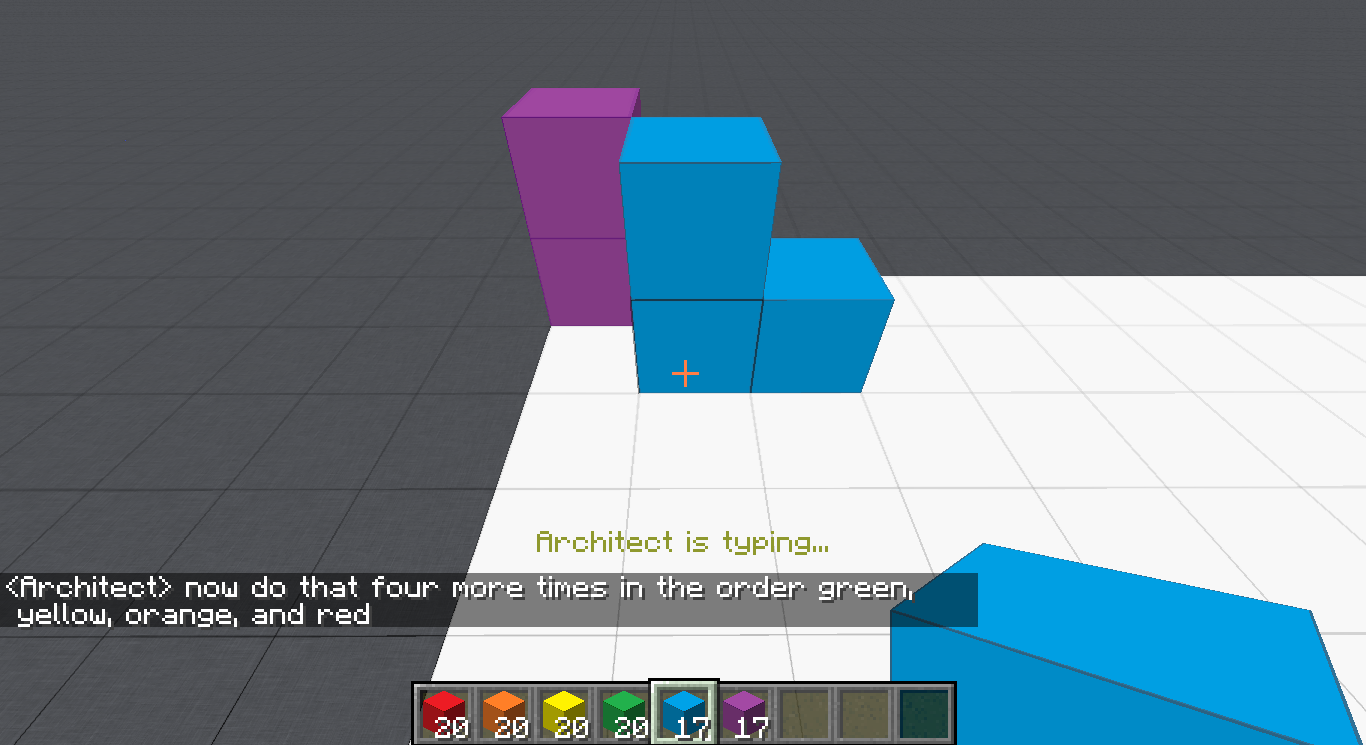 Architect is typing...
<Architect> now do that four more times in the order green,
yellow, orange, and red
20 20 20 20 17 17